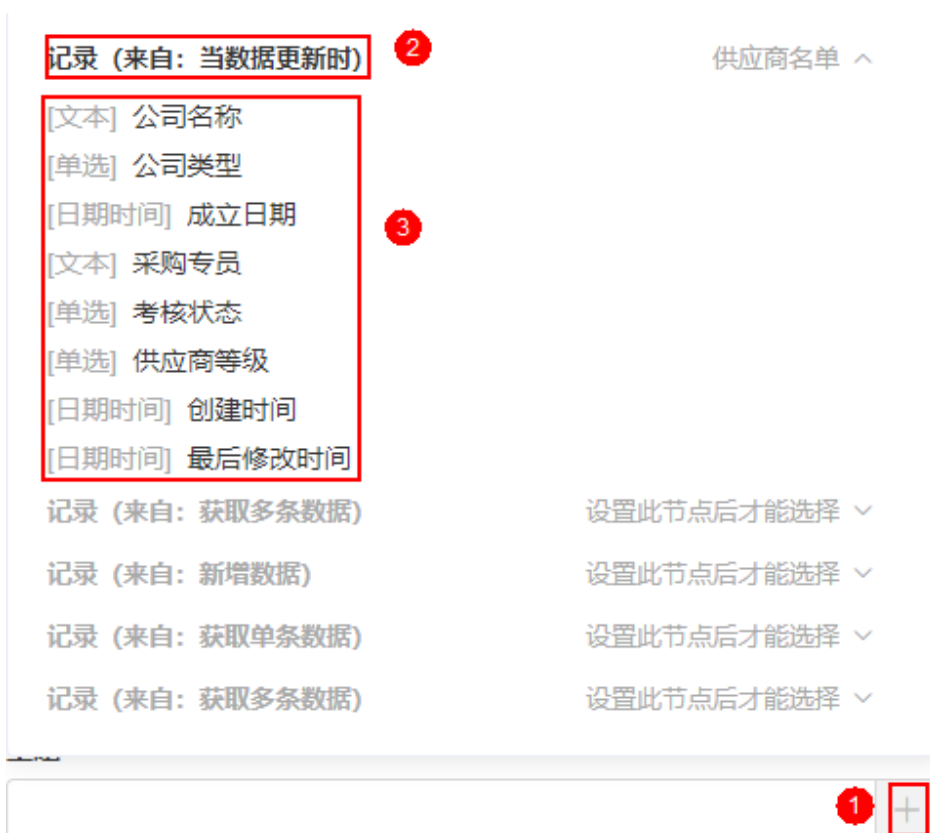 记录（来自：当数据更新时） 2 供应商名单
[文本] 公司名称
[单选] 公司类型
[日期时间] 成立日期
3
[文本] 采购专员
[单选] 考核状态
[单选] 供应商等级
[日期时间] 创建时间
[日期时间] 最后修改时间
记录（来自：获取多条数据） 设置此节点后才能选择
记录（来自：新增数据） 设置此节点后才能选择
记录（来自：获取单条数据） 设置此节点后才能选择
记录（来自：获取多条数据） 设置此节点后才能选择
1 +